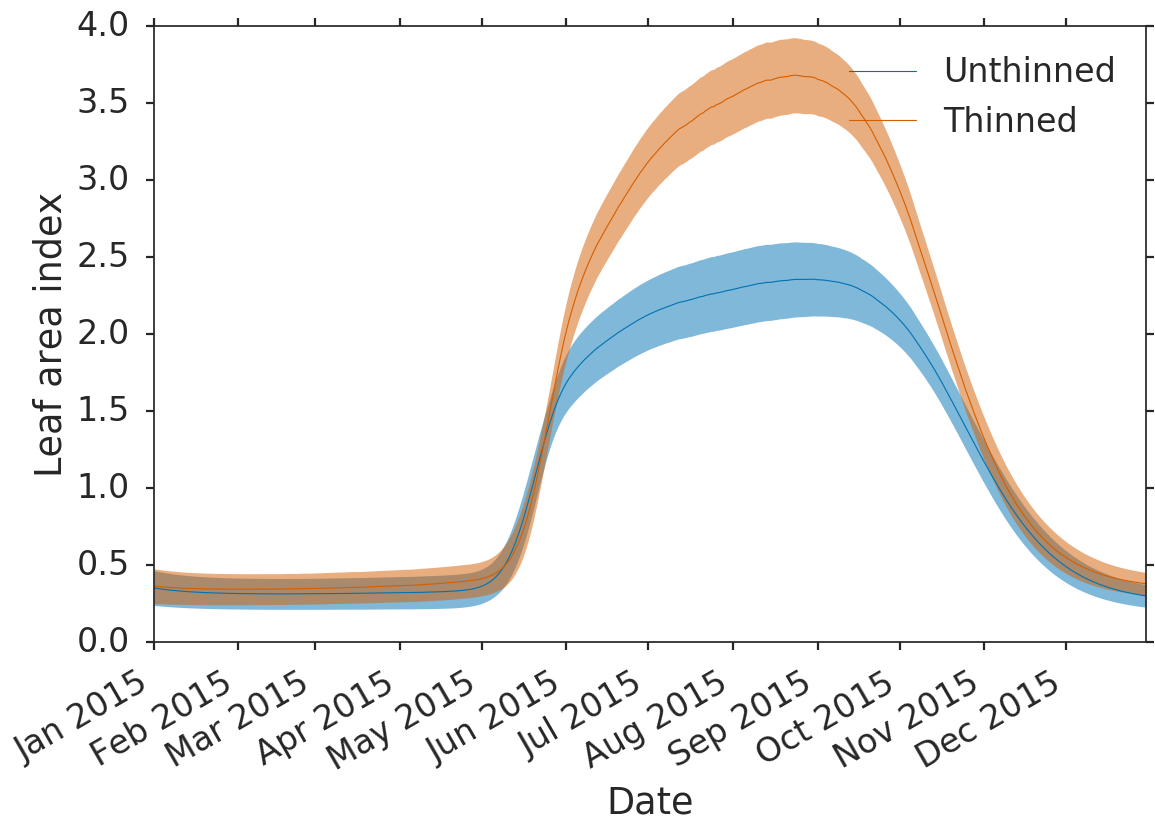 4.0
3.5
3.0
2.5
2.0
1.5
1.0
0.5
0.0
Leaf area index
Unthinned
Thinned
Jan 2015
Feb 2015
Mar 2015
Apr 2015
May 2015
Jun 2015
Jul 2015
Aug 2015
Sep 2015
Oct 2015
Nov 2015
Dec 2015
Date